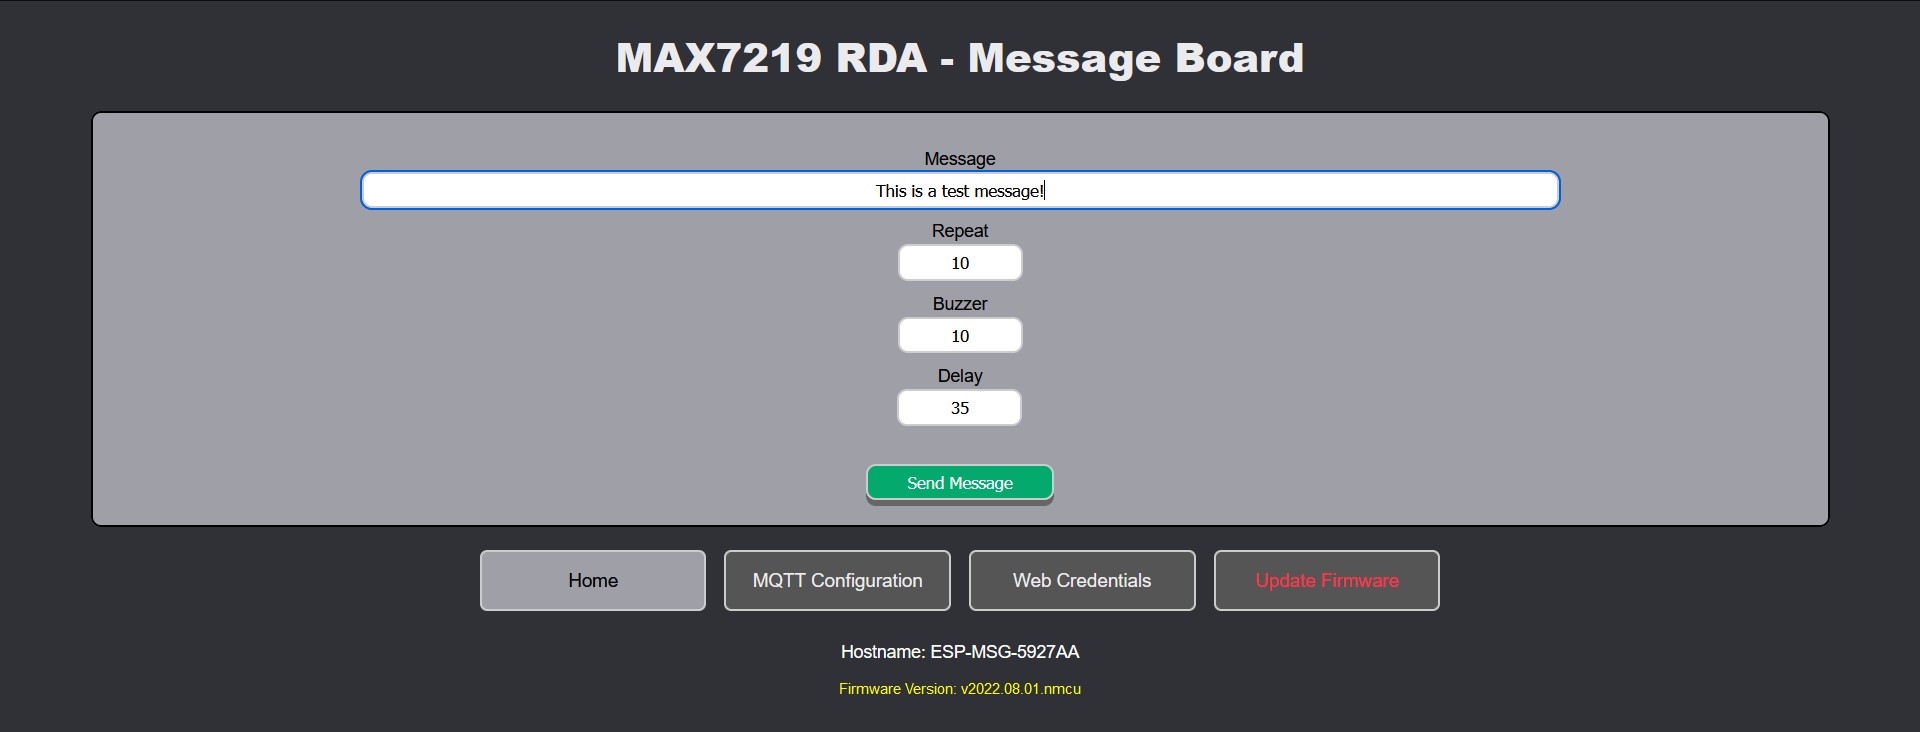 MAX7219 RDA - Message Board
Message
This is a test message!
Repeat
10
Buzzer
10
Delay
35
Send Message
Home MQTT Configuration Web Credentials Update Firmware
Hostname: ESP-MSG-5927AA
Firmware Version: v2022.08.01.nmcu